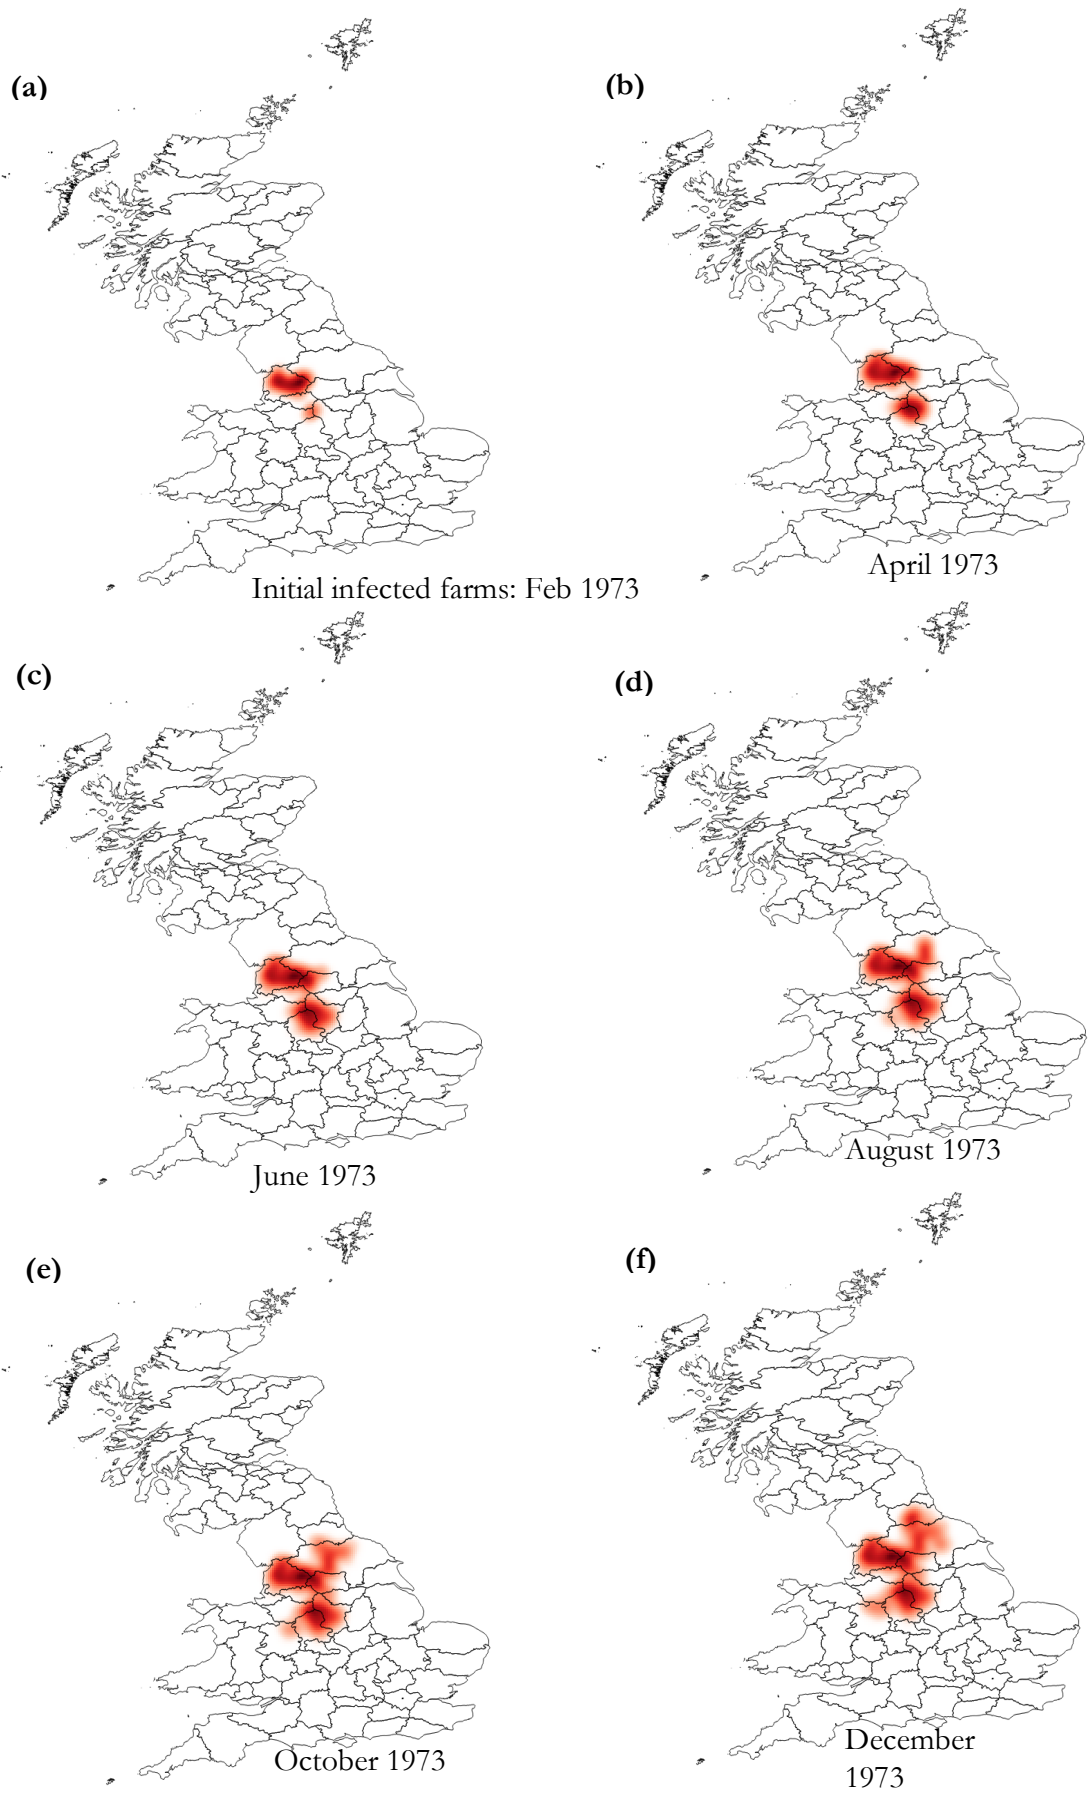 (a)
(b)
Initial infected farms: Feb 1973
April 1973
(c)
(d)
June 1973
August 1973
(e)
(f)
October 1973
December
1973